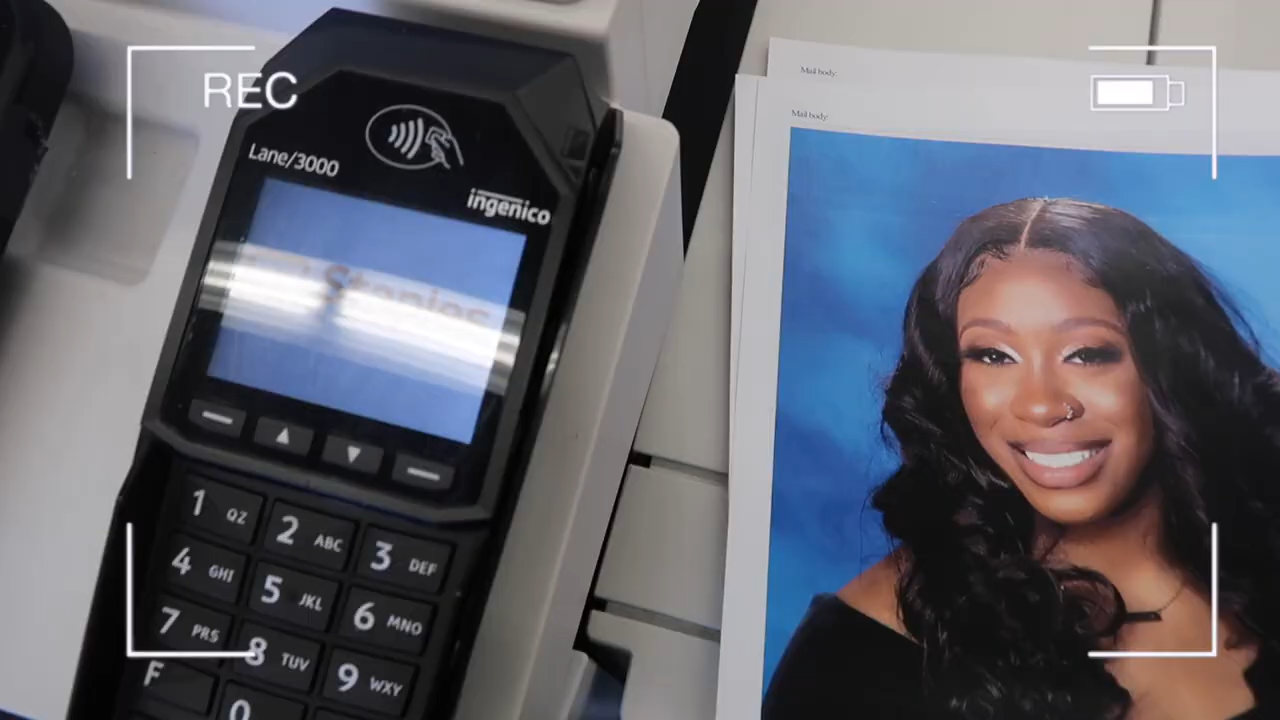 REC
Lane/3000
ingenico
Staples
1 QZ
2 ABC
3 DEF
4 GHI
5 JKL
6 MNO
7 PRS
8 TUV
9 WXY
F
0
Mail body:
Mail body: